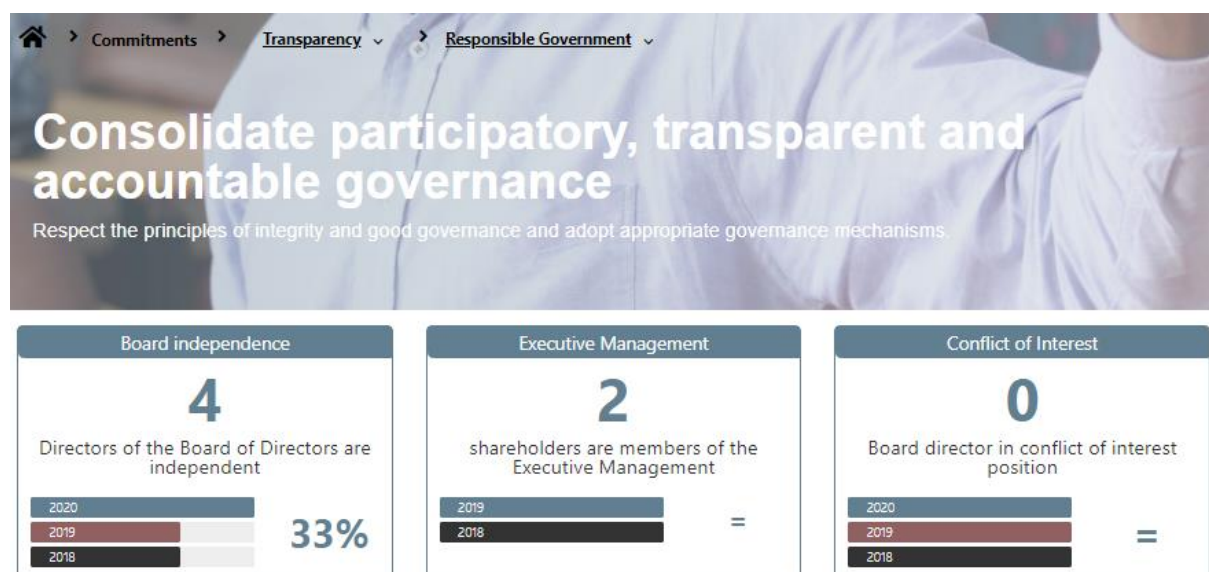 Commitments Transparency Responsible Government
Consolidate participatory, transparent and
accountable governance
Respect the principles of integrity and good governance and adopt appropriate governance mechanisms.
Board independence
4
Directors of the Board of Directors are
independent
2020
2019
2018
33%
Executive Management
2
shareholders are members of the
Executive Management
2019
2018
=
Conflict of Interest
0
Board director in conflict of interest
position
2020
2019
2018
=